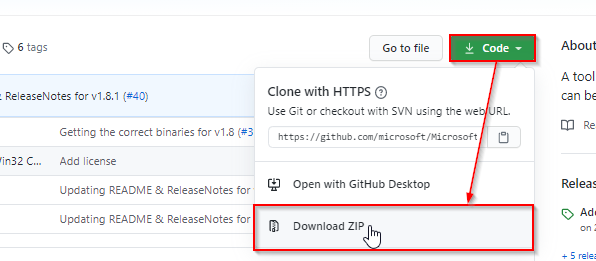 6 tags
Go to file
Code
About
& ReleaseNotes for v1.8.1 (#40)
Clone with HTTPS
Use Git or checkout with SVN using the web URL.
A tool
can be
https://github.com/microsoft/Microsoft
Getting the correct binaries for v1.8 (#3
Win32 C... Add license
Open with GitHub Desktop
Updating README & ReleaseNotes for
Relea
Download ZIP
Updating README & ReleaseNotes for
on 2
+ 5 relea